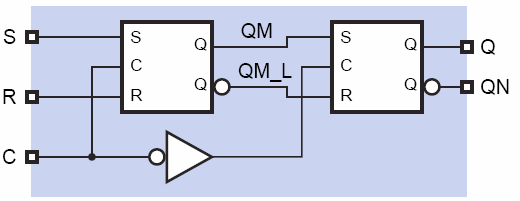 S S Q QM S Q Q
C C
R R Q QM_L R Q QN
C